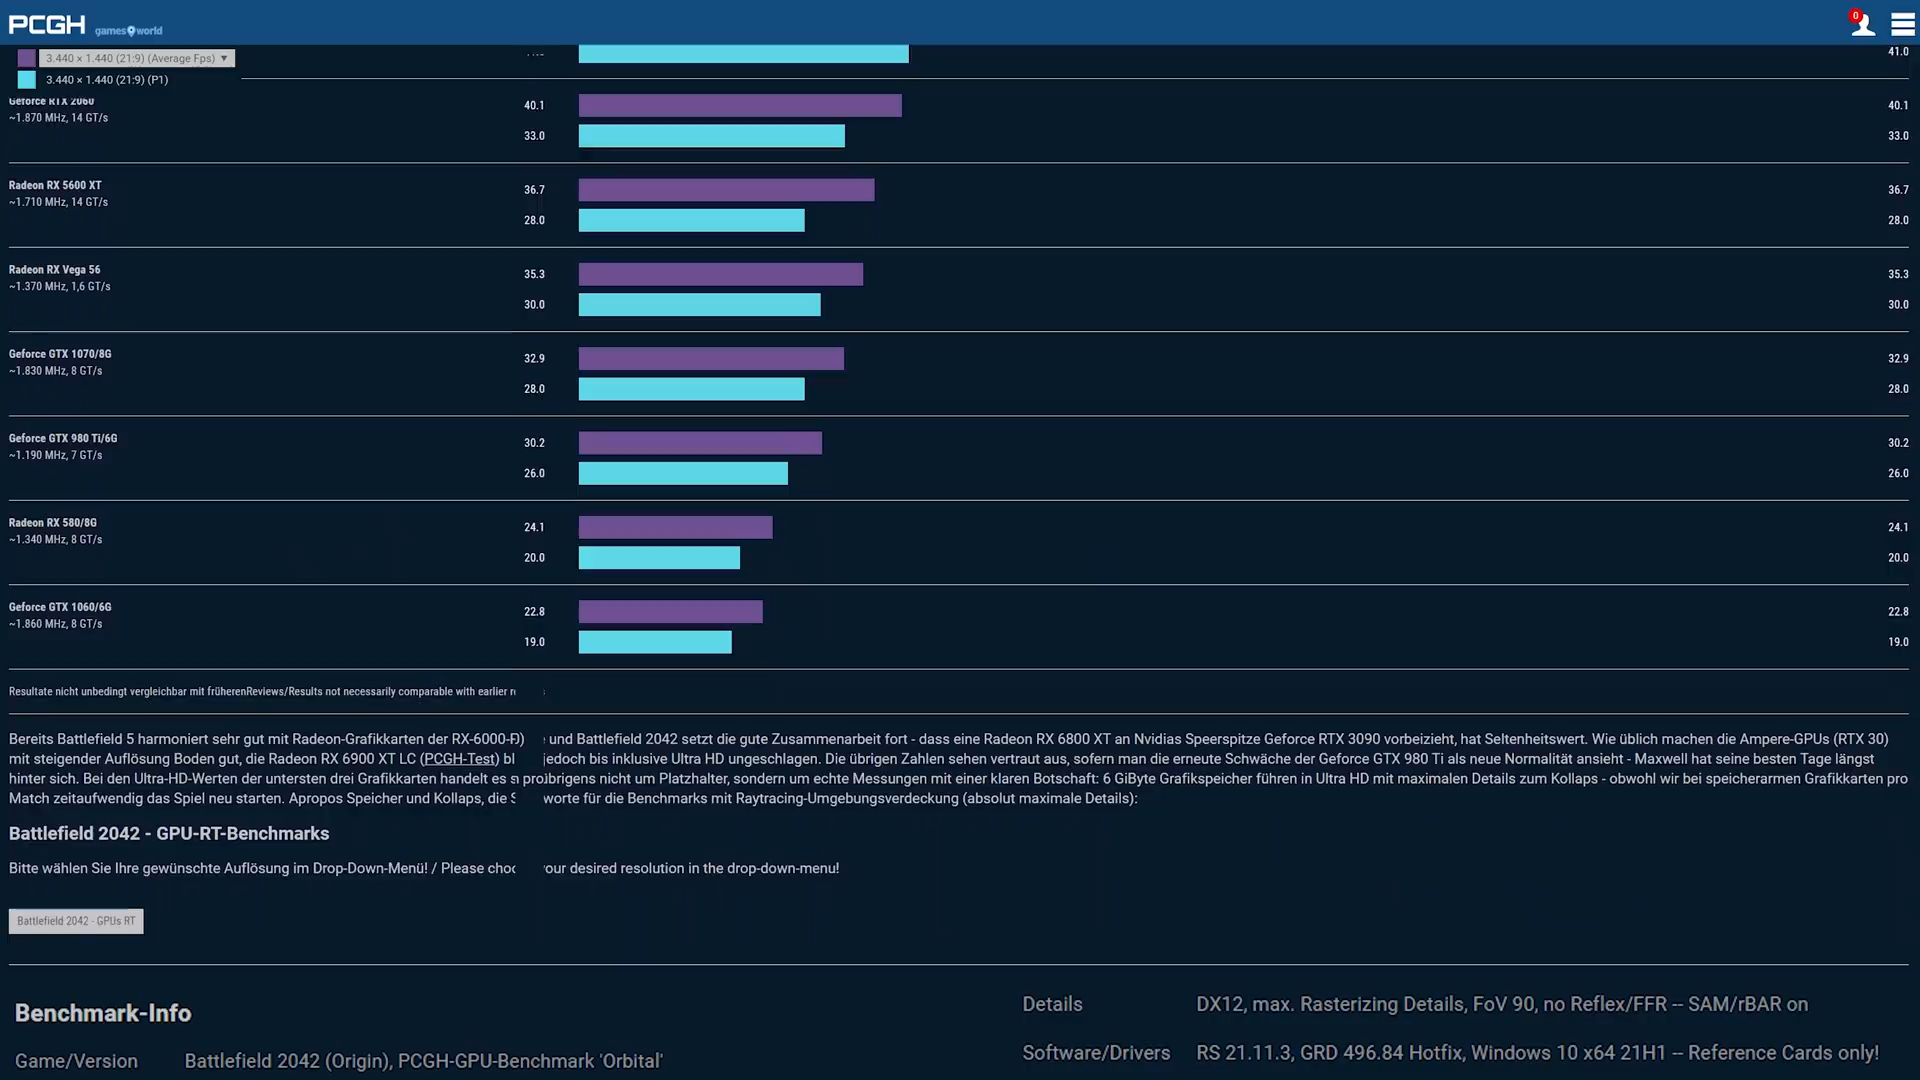 PCGH games world
0
3.440 × 1.440 (21:9) (Average Fps) ▼
3.440 × 1.440 (21:9) (P1)
41.0
Geforce RTX 2060
~1.870 MHz, 14 GT/s
40.1
40.1
33.0
33.0
Radeon RX 5600 XT
~1.710 MHz, 14 GT/s
36.7
36.7
28.0
28.0
Radeon RX Vega 56
~1.370 MHz, 1,6 GT/s
35.3
35.3
30.0
30.0
Geforce GTX 1070/8G
~1.830 MHz, 8 GT/s
32.9
32.9
28.0
28.0
Geforce GTX 980 Ti/6G
~1.190 MHz, 7 GT/s
30.2
30.2
26.0
26.0
Radeon RX 580/8G
~1.340 MHz, 8 GT/s
24.1
24.1
20.0
20.0
Geforce GTX 1060/6G
~1.860 MHz, 8 GT/s
22.8
22.8
19.0
19.0
Resultate nicht unbedingt vergleichbar mit früherenReviews/Results not necessarily comparable with earlier
Bereits Battlefield 5 harmoniert sehr gut mit Radeon-Grafikkarten der und Battlefield 2042 setzt die gute Zusammenarbeit fort - dass eine Radeon RX 6800 XT an Nvidias Speerspitze Geforce RTX 3090 vorbeizieht, hat Seltenheitswert. Wie üblich machen die Ampere-GPUs (RTX 30)
mit steigender Auflösung Boden gut, die Radeon RX 6900 XT LC (PCGH-Test) jedoch bis inklusive Ultra HD ungeschlagen. Die übrigen Zahlen sehen vertraut aus, sofern man die erneute Schwäche der Geforce GTX 980 Ti als neue Normalität ansieht - Maxwell hat seine besten Tage längst
hinter sich. Bei den Ultra-HD-Werten der untersten drei Grafikkarten handelt es nicht um Platzhalter, sondern um echte Messungen mit einer klaren Botschaft: 6 GiByte Grafikspeicher führen in Ultra HD mit maximalen Details zum Kollaps - obwohl wir bei speicherarmen Grafikkarten pro
Match zeitaufwendig das Spiel neu starten. Apropos Speicher und Kollaps, die für die Benchmarks mit Raytracing-Umgebungsverdeckung (absolut maximale Details):
Battlefield 2042 - GPU-RT-Benchmarks
Bitte wählen Sie Ihre gewünschte Auflösung im Drop-Down-Menü! / Please desired resolution in the drop-down-menu!
Battlefield 2042 - GPUs RT
Benchmark-Info
Details DX12, max. Rasterizing Details, FoV 90, no Reflex/FFR -- SAM/rBAR on
Game/Version Battlefield 2042 (Origin), PCGH-GPU-Benchmark 'Orbital'
Software/Drivers RS 21.11.3, GRD 496.84 Hotfix, Windows 10 x64 21H1 -- Reference Cards only!